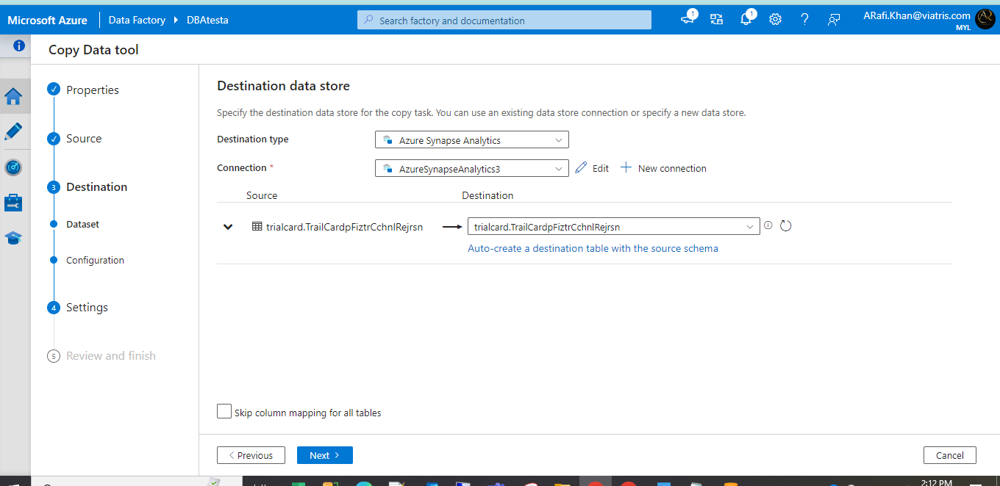 Microsoft Azure
Data Factory
DBAtesta
Search factory and documentation
1
1
ARafi.Khan@viatris.com
MYL
Copy Data tool
Properties
Source
3 Destination
Dataset
Configuration
4 Settings
5 Review and finish
Destination data store
Specify the destination data store for the copy task. You can use an existing data store connection or specify a new data store.
Destination type
Azure Synapse Analytics
Connection *
AzureSynapseAnalytics3
Edit
New connection
Source
Destination
trialcard.TrailCardpFiztrCchnlRejrsn
trialcard.TrailCardpFiztrCchnlRejrsn
Auto-create a destination table with the source schema
Skip column mapping for all tables
Previous
Next
Cancel
2:12 PM